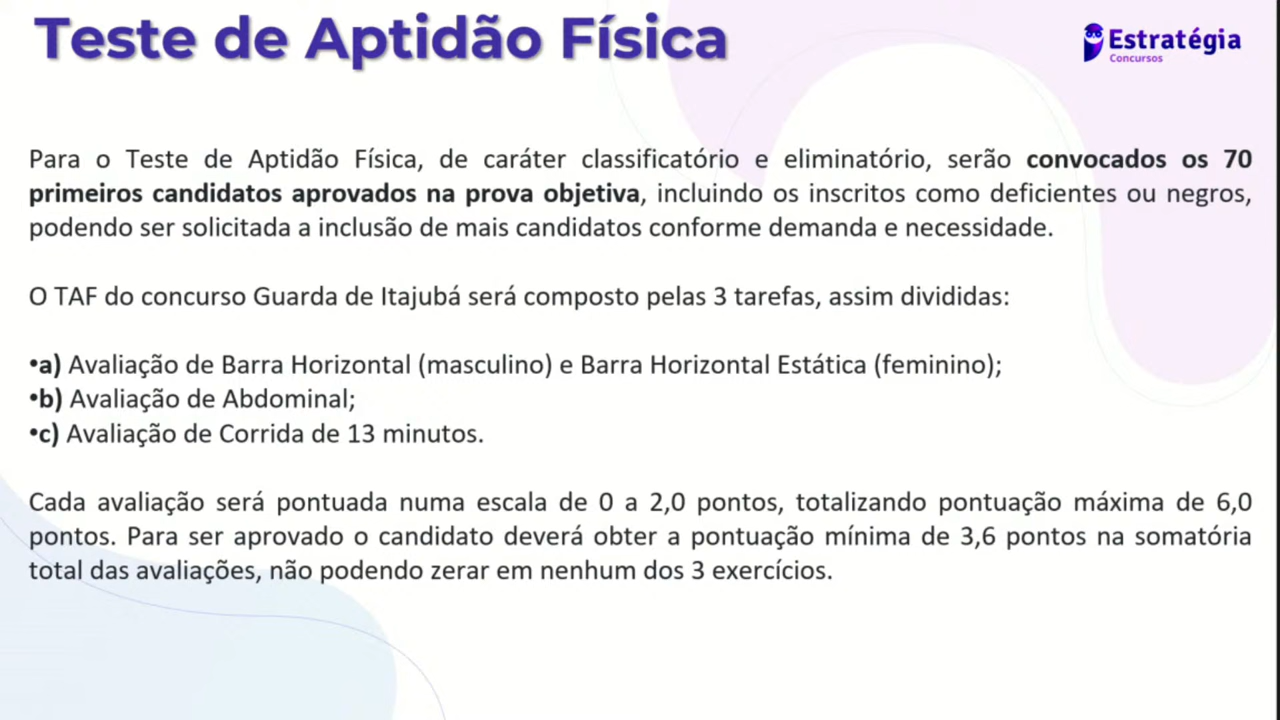 Teste de Aptidão Física
Estratégia
Concursos
Para o Teste de Aptidão Física, de caráter classificatório e eliminatório, serão convocados os 70
primeiros candidatos aprovados na prova objetiva, incluindo os inscritos como deficientes ou negros,
podendo ser solicitada a inclusão de mais candidatos conforme demanda e necessidade.
O TAF do concurso Guarda de Itajubá será composto pelas 3 tarefas, assim divididas:
•a) Avaliação de Barra Horizontal (masculino) e Barra Horizontal Estática (feminino);
•b) Avaliação de Abdominal;
•c) Avaliação de Corrida de 13 minutos.
Cada avaliação será pontuada numa escala de 0 a 2,0 pontos, totalizando pontuação máxima de 6,0
pontos. Para ser aprovado o candidato deverá obter a pontuação mínima de 3,6 pontos na somatória
total das avaliações, não podendo zerar em nenhum dos 3 exercícios.